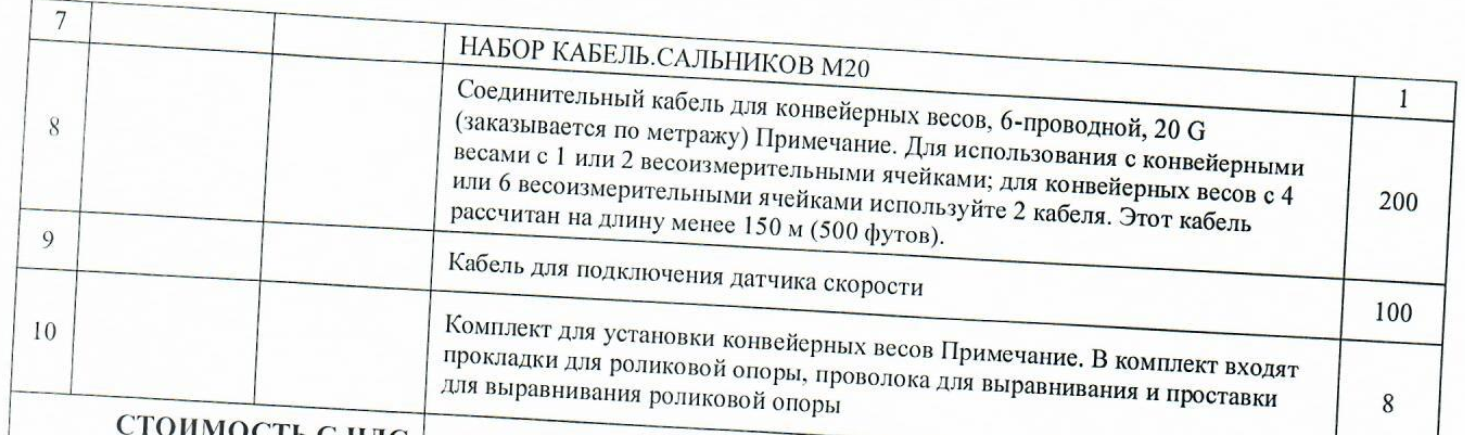 7
НАБОР КАБЕЛЬ.САЛЬНИКОВ М20
1
8
Соединительный кабель для конвейерных весов, 6-проводной, 20 G
(заказывается по метражу) Примечание. Для использования с конвейерными
весами с 1 или 2 весоизмерительными ячейками; для конвейерных весов с 4
или 6 весоизмерительными ячейками используйте 2 кабеля. Этот кабель
рассчитан на длину менее 150 м (500 футов).
200
9
Кабель для подключения датчика скорости
100
10
Комплект для установки конвейерных весов Примечание. В комплект входят
прокладки для роликовой опоры, проволока для выравнивания и проставки
для выравнивания роликовой опоры
8
СТОИМОСТЬ С НДС